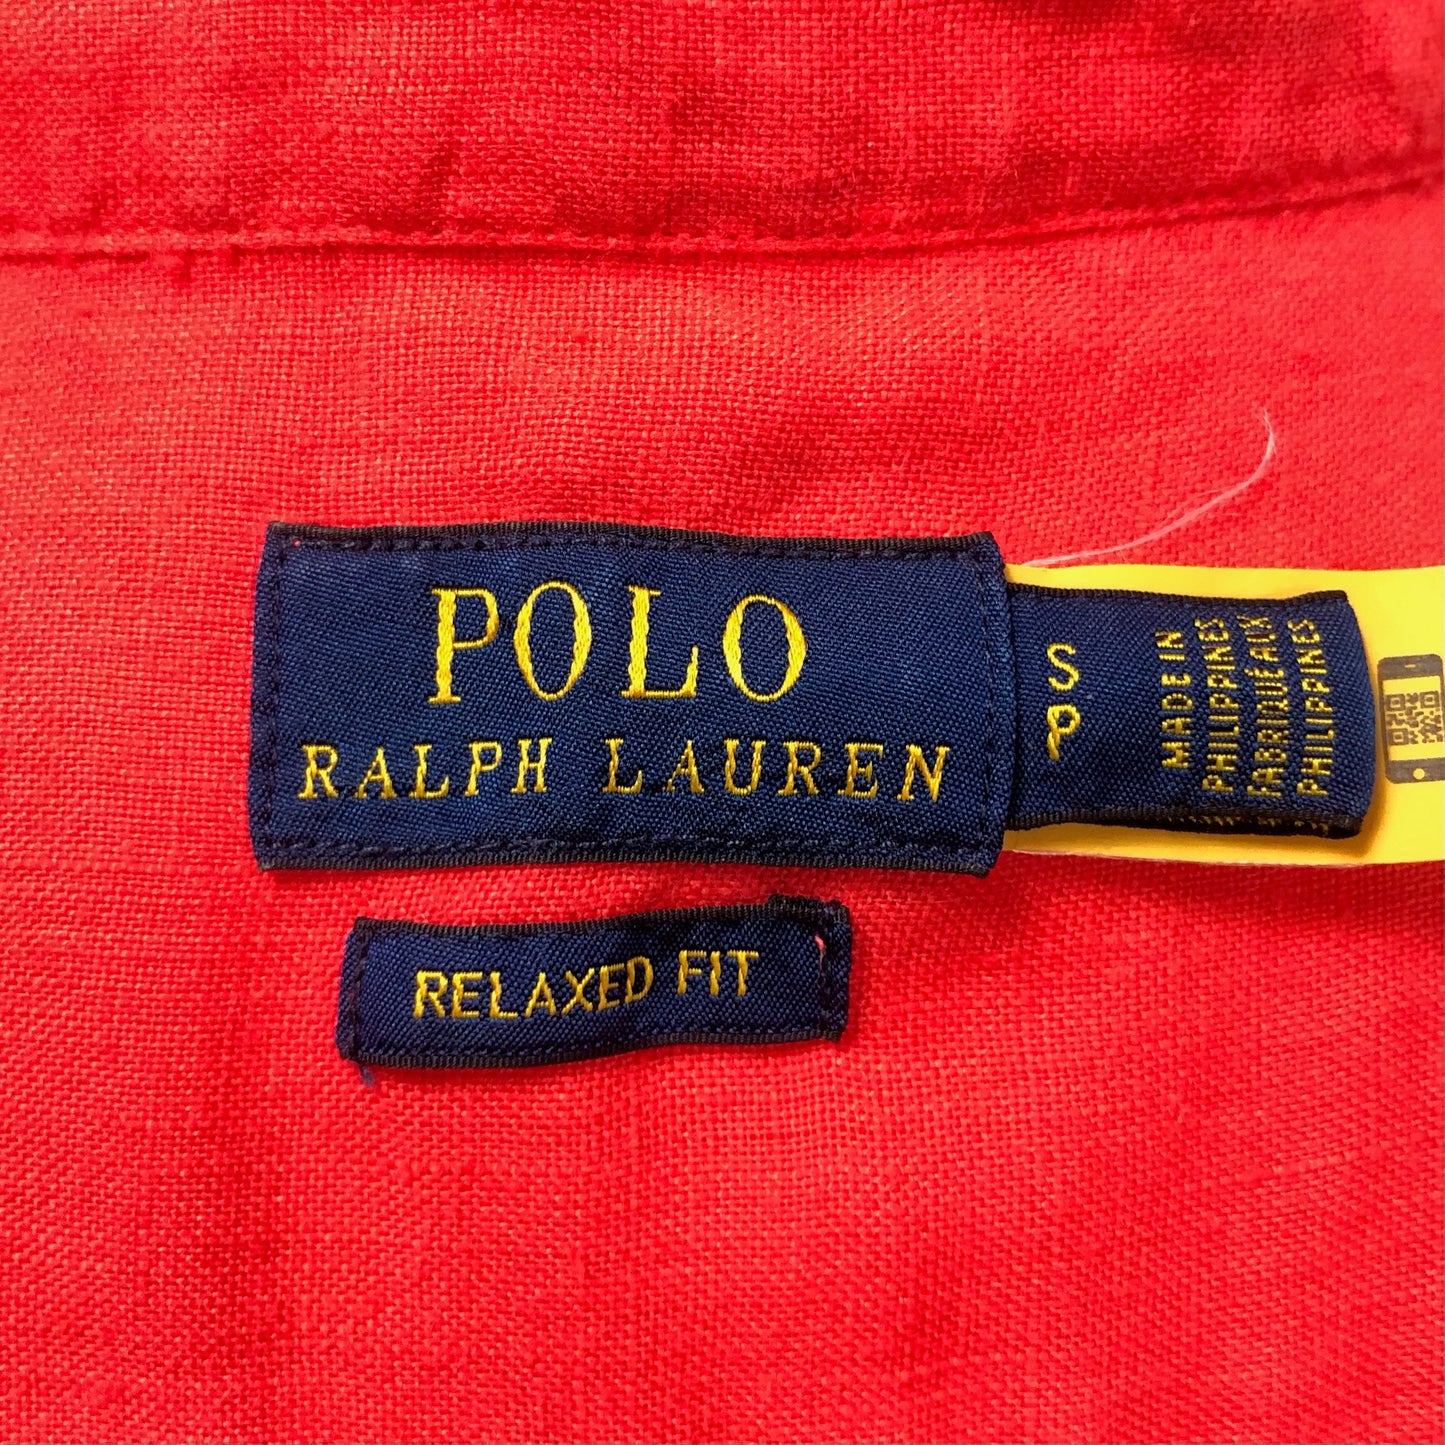 POLO
RALPH LAUREN
S
P
MADE IN
PHILIPPINES
FABRIQUÉ AUX
PHILIPPINES
RELAXED FIT